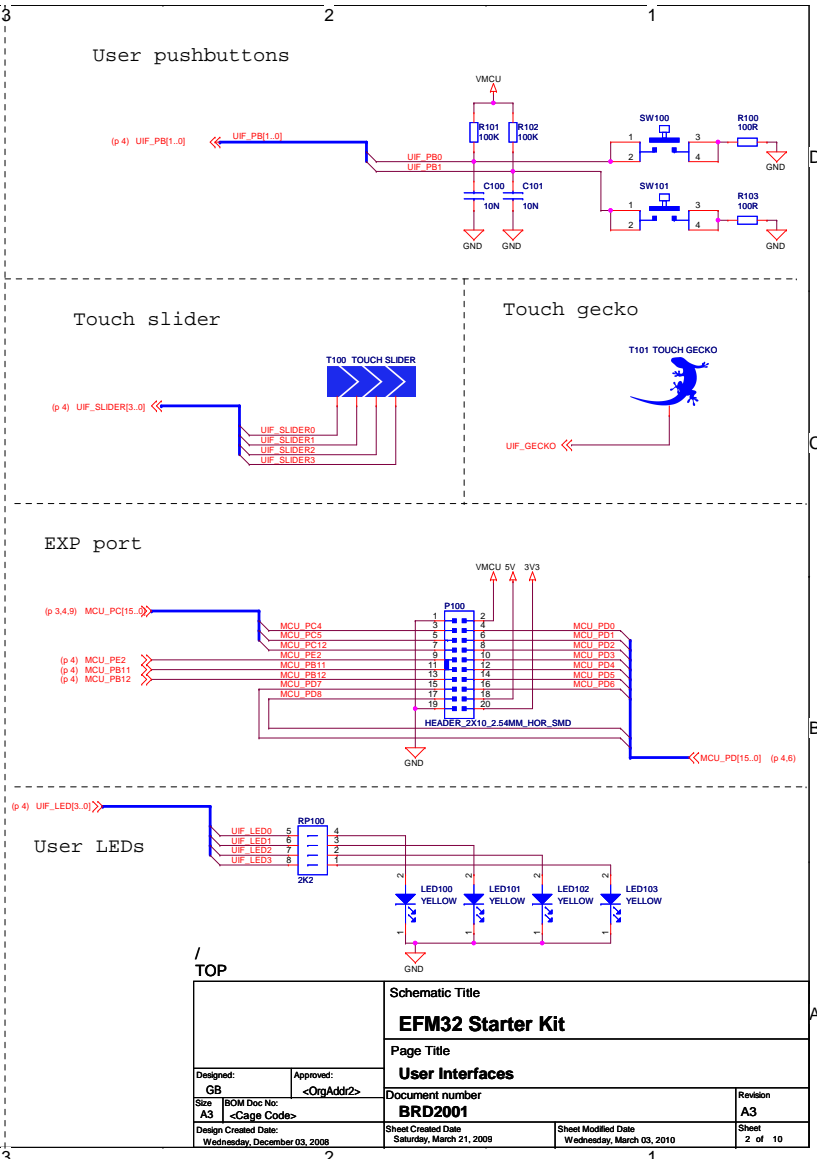 3 2 1
User pushbuttons
VMCU
R101 100K
R102 100K
SW100
R100 100R
(p 4) UIF_PB[1..0]
UIF_PB[1..0]
1 3
2 4
D
UIF_PB0
UIF_PB1
GND
C100 10N
C101 10N
SW101
R103 100R
1 3
2 4
GND GND
GND
Touch slider
Touch gecko
T100 TOUCH SLIDER
T101 TOUCH GECKO
(p 4) UIF_SLIDER[3..0]
UIF_SLIDER0
UIF_SLIDER1
UIF_SLIDER2
UIF_SLIDER3
UIF_GECKO
C
EXP port
VMCU 5V 3V3
(p 3,4,9) MCU_PC[15..0]
P100
1 2
MCU_PC4 3 4 MCU_PD0
MCU_PC5 5 6 MCU_PD1
MCU_PC12 7 8 MCU_PD2
(p 4) MCU_PE2 MCU_PE2 9 10 MCU_PD3
(p 4) MCU_PB11 MCU_PB11 11 12 MCU_PD4
(p 4) MCU_PB12 MCU_PB12 13 14 MCU_PD5
MCU_PD7 15 16 MCU_PD6
MCU_PD8 17 18
19 20
HEADER_2X10_2.54MM_HOR_SMD
B
GND
MCU_PD[15..0] (p 4,6)
(p 4) UIF_LED[3..0]
User LEDs
RP100
UIF_LED0 5 4
UIF_LED1 6 3
UIF_LED2 7 2
UIF_LED3 8 1
2K2
2 2 2 2
LED100 YELLOW
LED101 YELLOW
LED102 YELLOW
LED103 YELLOW
1 1 1 1
GND
/
TOP
Schematic Title
EFM32 Starter Kit
A
Page Title
User Interfaces
Designed:
GB
Approved:
<OrgAddr2>
Size
A3
BOM Doc No:
<Cage Code>
Document number
BRD2001
Revision
A3
Design Created Date:
Wednesday, December 03, 2008
Sheet Created Date
Saturday, March 21, 2009
Sheet Modified Date
Wednesday, March 03, 2010
Sheet
2 of 10
3 2 1